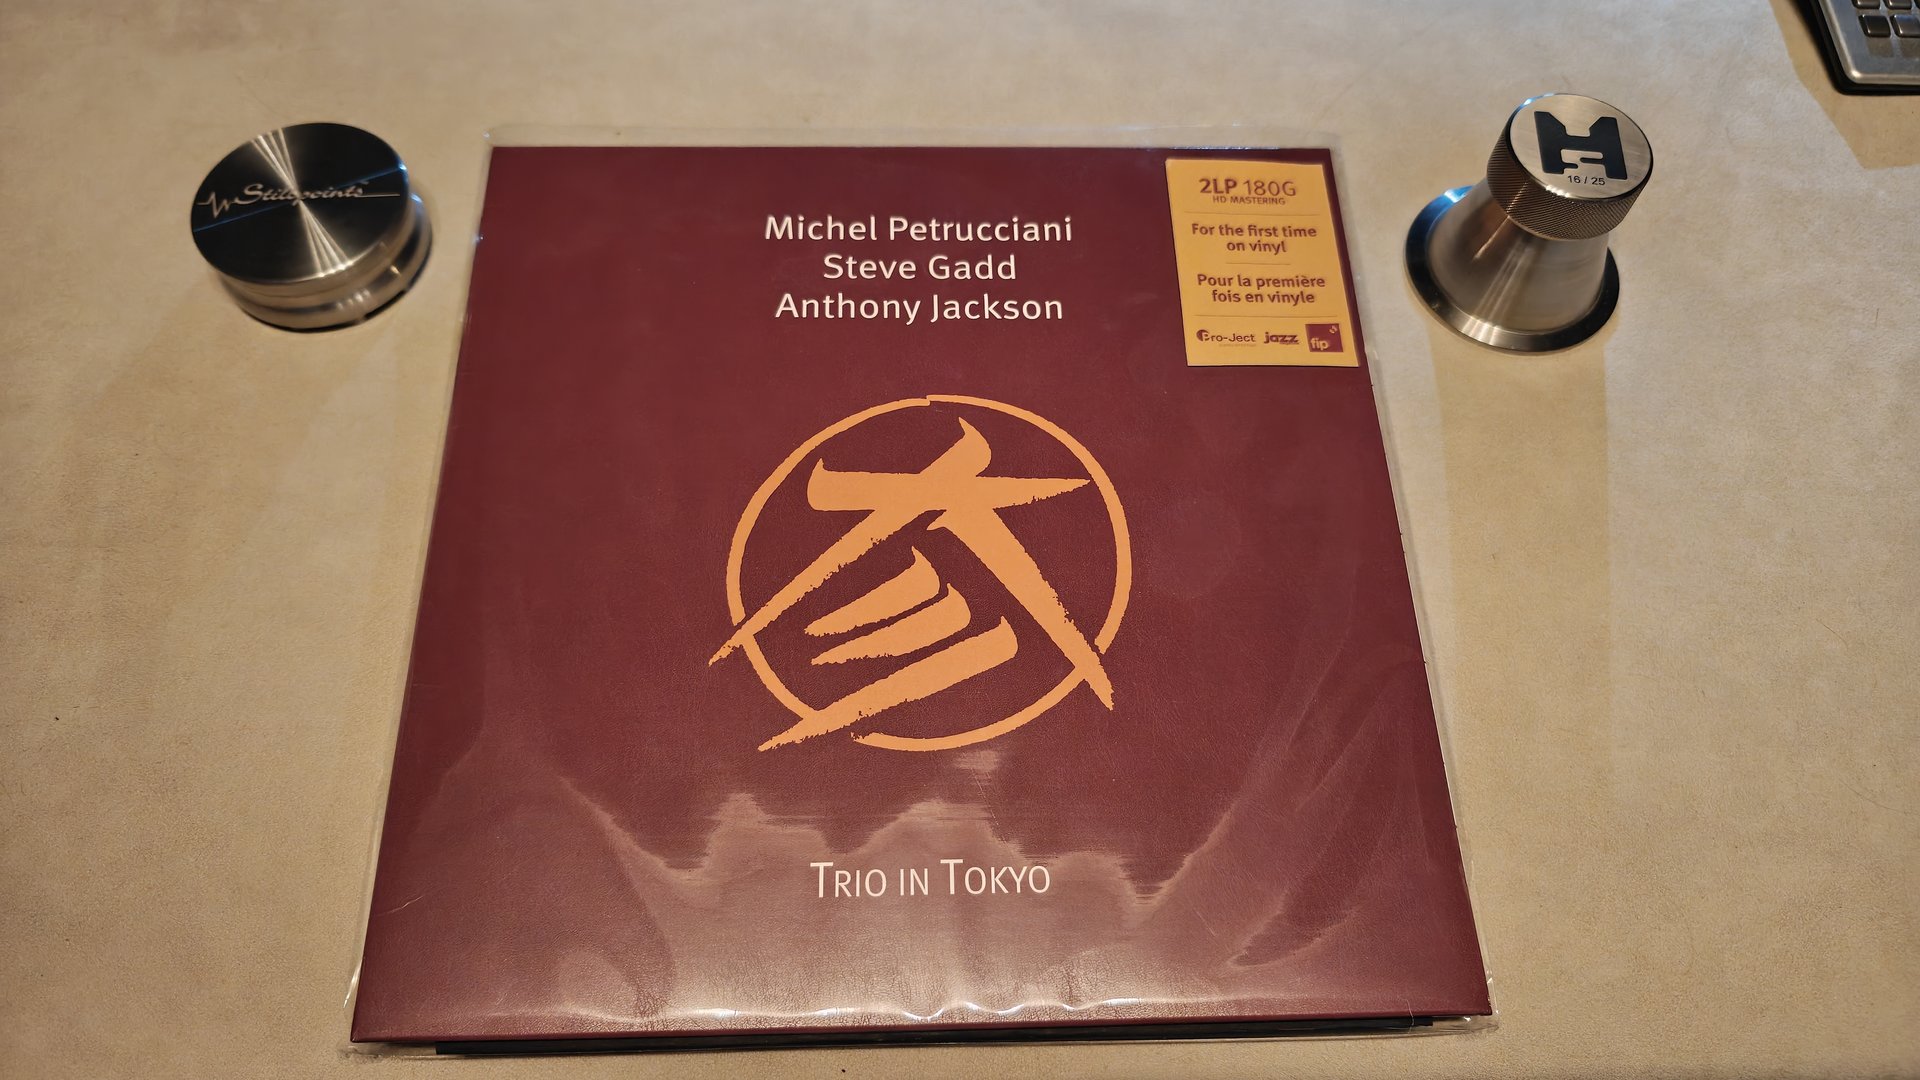 Stillpoints
Michel Petrucciani
Steve Gadd
Anthony Jackson
2LP 180G
HD MASTERING
For the first time
on vinyl
Pour la première
fois en vinyle
Pro-Ject jazz fip
16 / 25
TRIO IN TOKYO